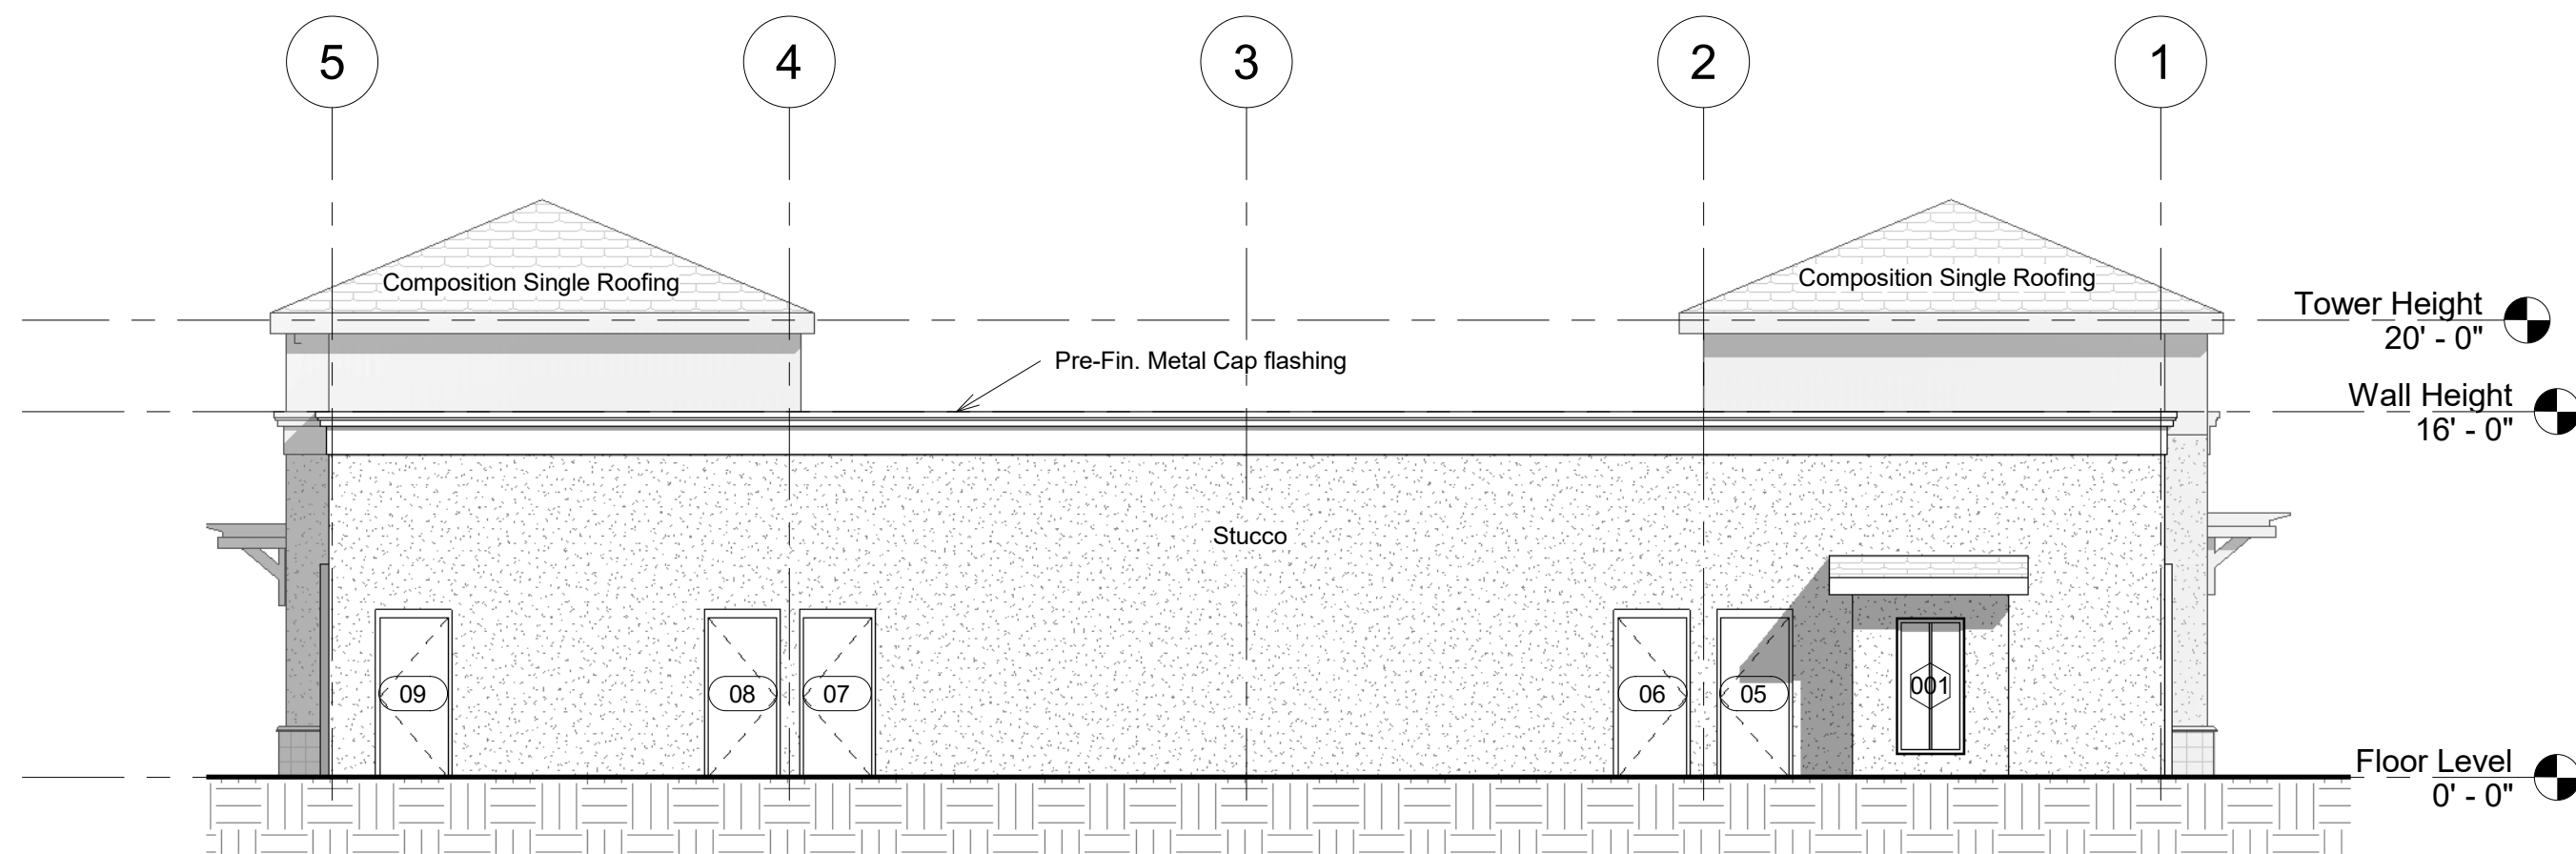 5 4 3 2 1
Composition Single Roofing
Composition Single Roofing
Tower Height
20' - 0"
Pre-Fin. Metal Cap flashing
Wall Height
16' - 0"
Stucco
09 08 07 06 05 001
Floor Level
0' - 0"